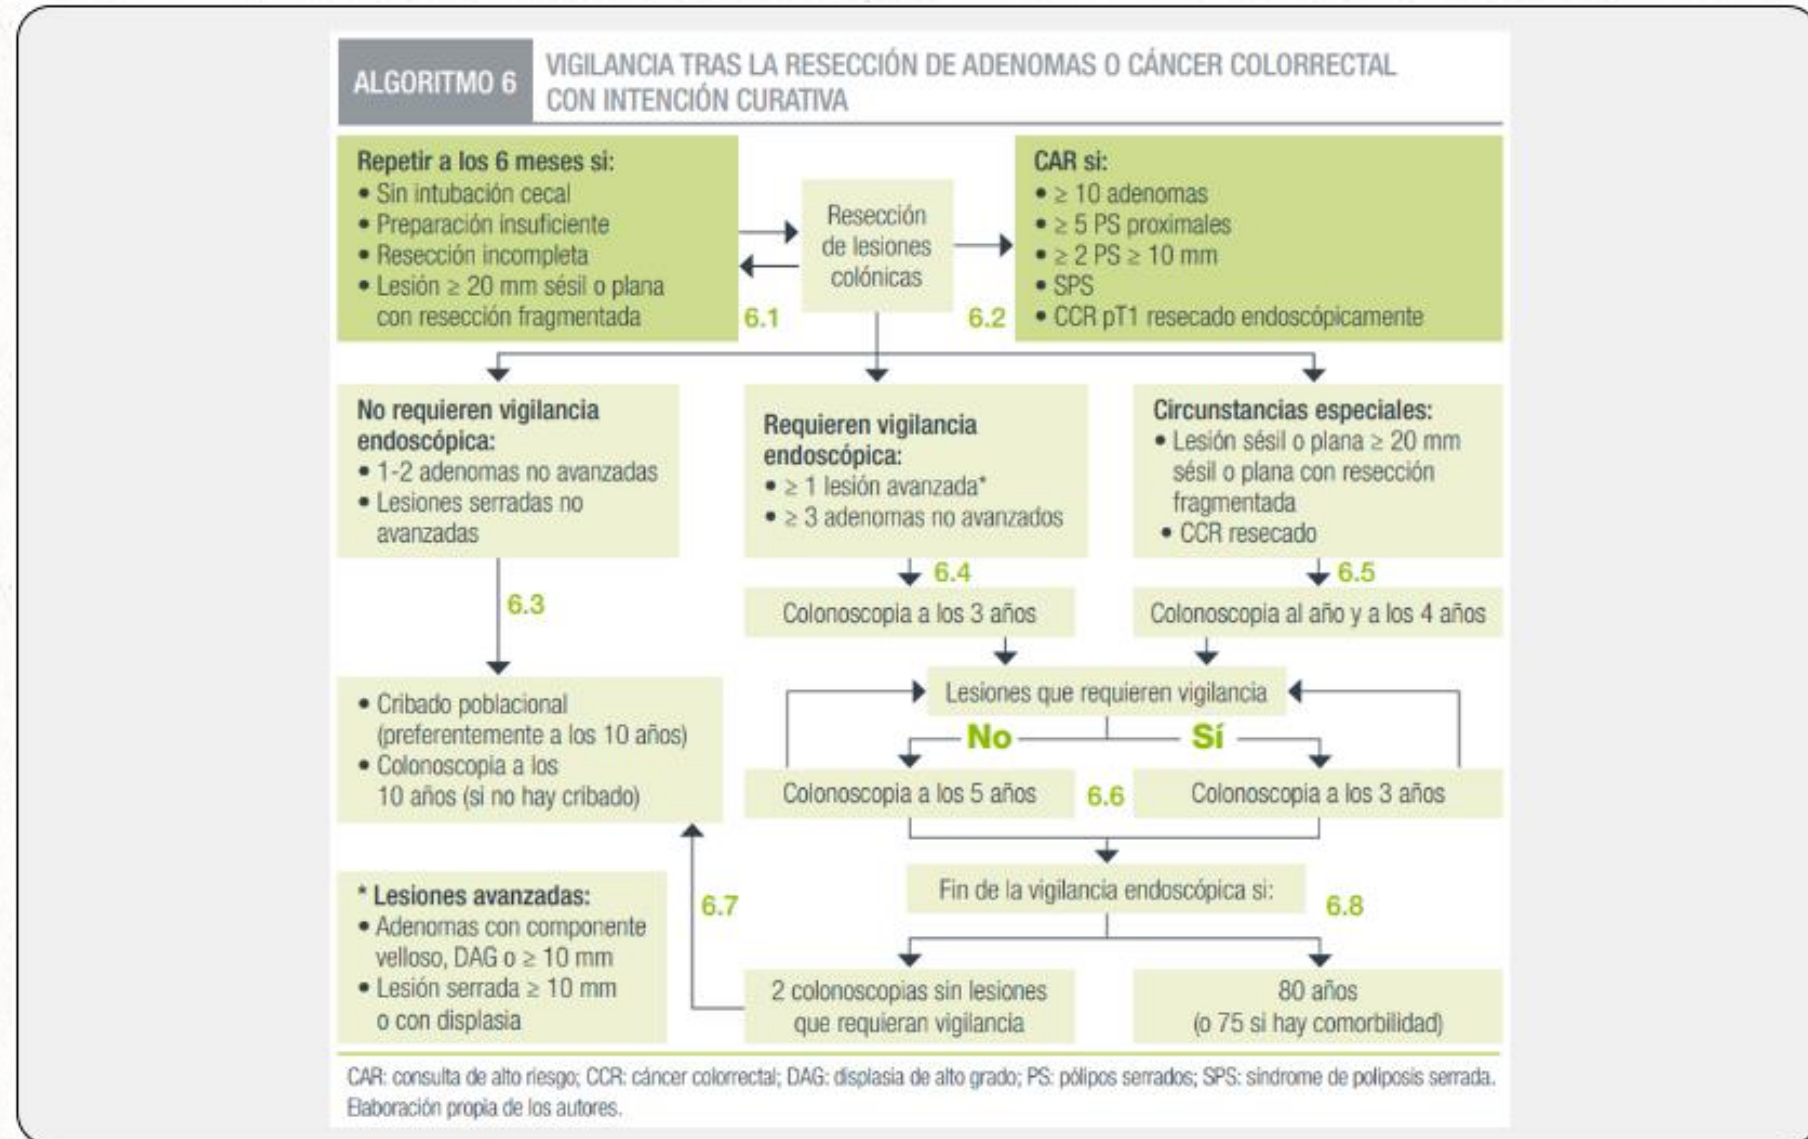 ALGORITMO 6
VIGILANCIA TRAS LA RESECCIÓN DE ADENOMAS O CÁNCER COLORRECTAL
CON INTENCIÓN CURATIVA
Repetir a los 6 meses si:
• Sin intubación cecal
• Preparación insuficiente
• Resección incompleta
• Lesión ≥ 20 mm sésil o plana
con resección fragmentada
6.1
Resección
de lesiones
colónicas
6.2
CAR si:
• ≥ 10 adenomas
• ≥ 5 PS proximales
• ≥ 2 PS ≥ 10 mm
• SPS
• CCR pT1 resecado endoscópicamente
No requieren vigilancia
endoscópica:
• 1-2 adenomas no avanzadas
• Lesiones serradas no
avanzadas
Requieren vigilancia
endoscópica:
• ≥ 1 lesión avanzada*
• ≥ 3 adenomas no avanzados
Circunstancias especiales:
• Lesión sésil o plana ≥ 20 mm
sésil o plana con resección
fragmentada
• CCR resecado
6.3
6.4
6.5
Colonoscopia a los 3 años
Colonoscopia al año y a los 4 años
• Cribado poblacional
(preferentemente a los 10 años)
• Colonoscopia a los
10 años (si no hay cribado)
Lesiones que requieren vigilancia
No
Sí
Colonoscopia a los 5 años
6.6
Colonoscopia a los 3 años
Fin de la vigilancia endoscópica si:
6.7
6.8
* Lesiones avanzadas:
• Adenomas con componente
velloso, DAG o ≥ 10 mm
• Lesión serrada ≥ 10 mm
o con displasia
2 colonoscopias sin lesiones
que requieran vigilancia
80 años
(o 75 si hay comorbilidad)
CAR: consulta de alto riesgo; CCR: cáncer colorrectal; DAG: displasia de alto grado; PS: pólipos serrados; SPS: síndrome de poliposis serrada.
Elaboración propia de los autores.